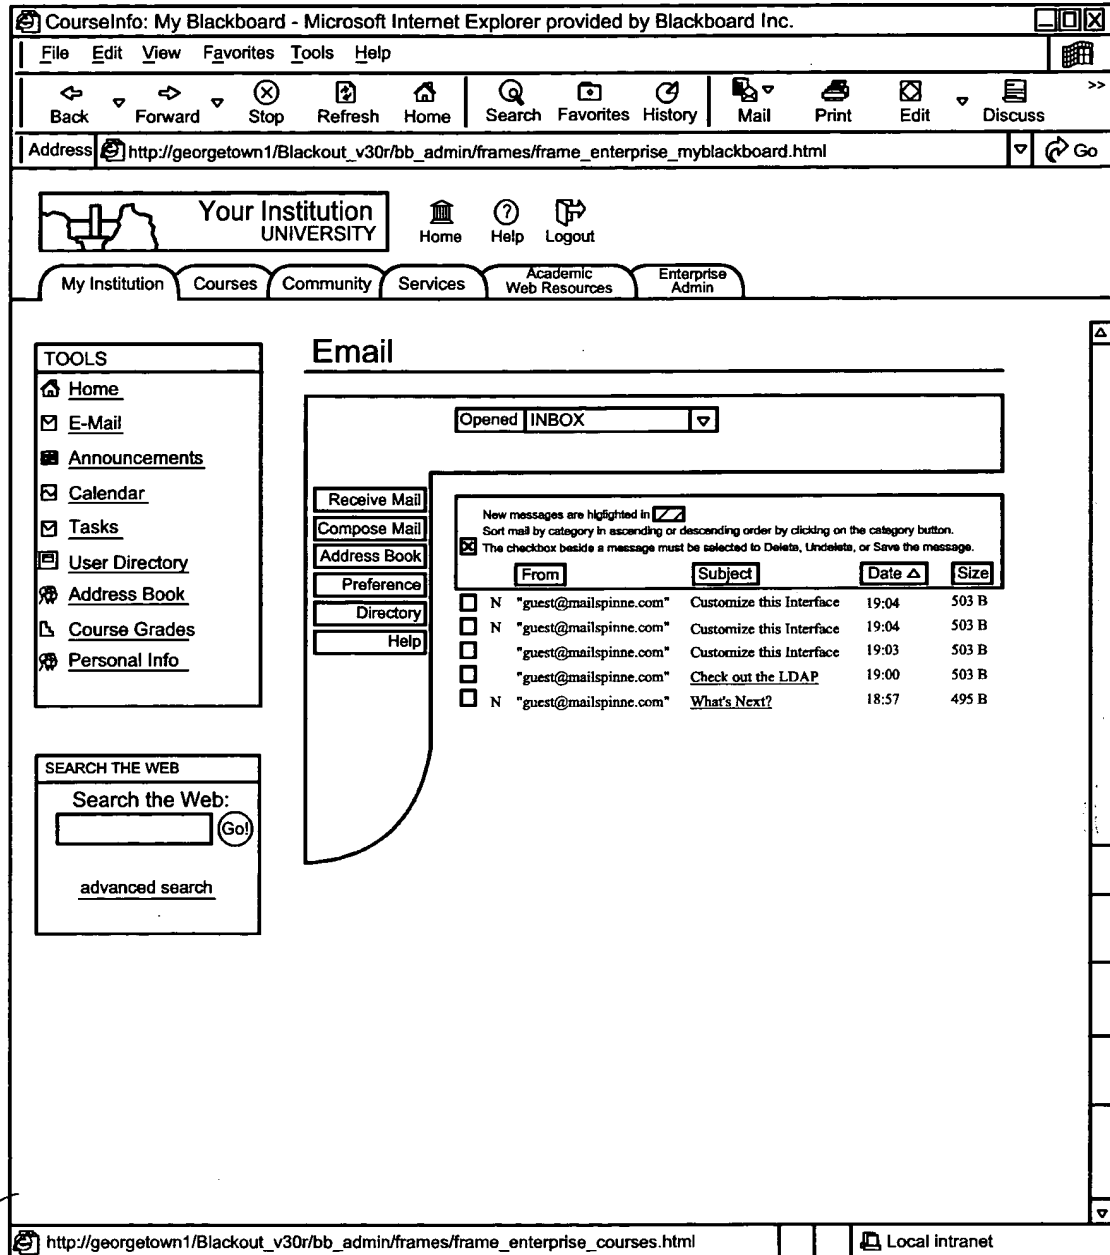 CourseInfo: My Blackboard - Microsoft Internet Explorer provided by Blackboard Inc.
File Edit View Favorites Tools Help
Back Forward Stop Refresh Home Search Favorites History Mail Print Edit Discuss >>
Address http://georgetown1/Blackout_v30r/bb_admin/frames/frame_enterprise_myblackboard.html Go
Your Institution
UNIVERSITY
Home Help Logout
My Institution Courses Community Services Academic Web Resources Enterprise Admin
TOOLS
Home
E-Mail
Announcements
Calendar
Tasks
User Directory
Address Book
Course Grades
Personal Info
SEARCH THE WEB
Search the Web:
Go!
advanced search
Email
Opened INBOX
Receive Mail
Compose Mail
Address Book
Preference
Directory
Help
New messages are higlighted in
Sort mail by category in ascending or descending order by clicking on the category button.
The checkbox beside a message must be selected to Delete, Undelete, or Save the message.
From Subject Date Size
N "guest@mailspinne.com" Customize this Interface 19:04 503 B
N "guest@mailspinne.com" Customize this Interface 19:04 503 B
"guest@mailspinne.com" Customize this Interface 19:03 503 B
"guest@mailspinne.com" Check out the LDAP 19:00 503 B
N "guest@mailspinne.com" What's Next? 18:57 495 B
http://georgetown1/Blackout_v30r/bb_admin/frames/frame_enterprise_courses.html Local intranet